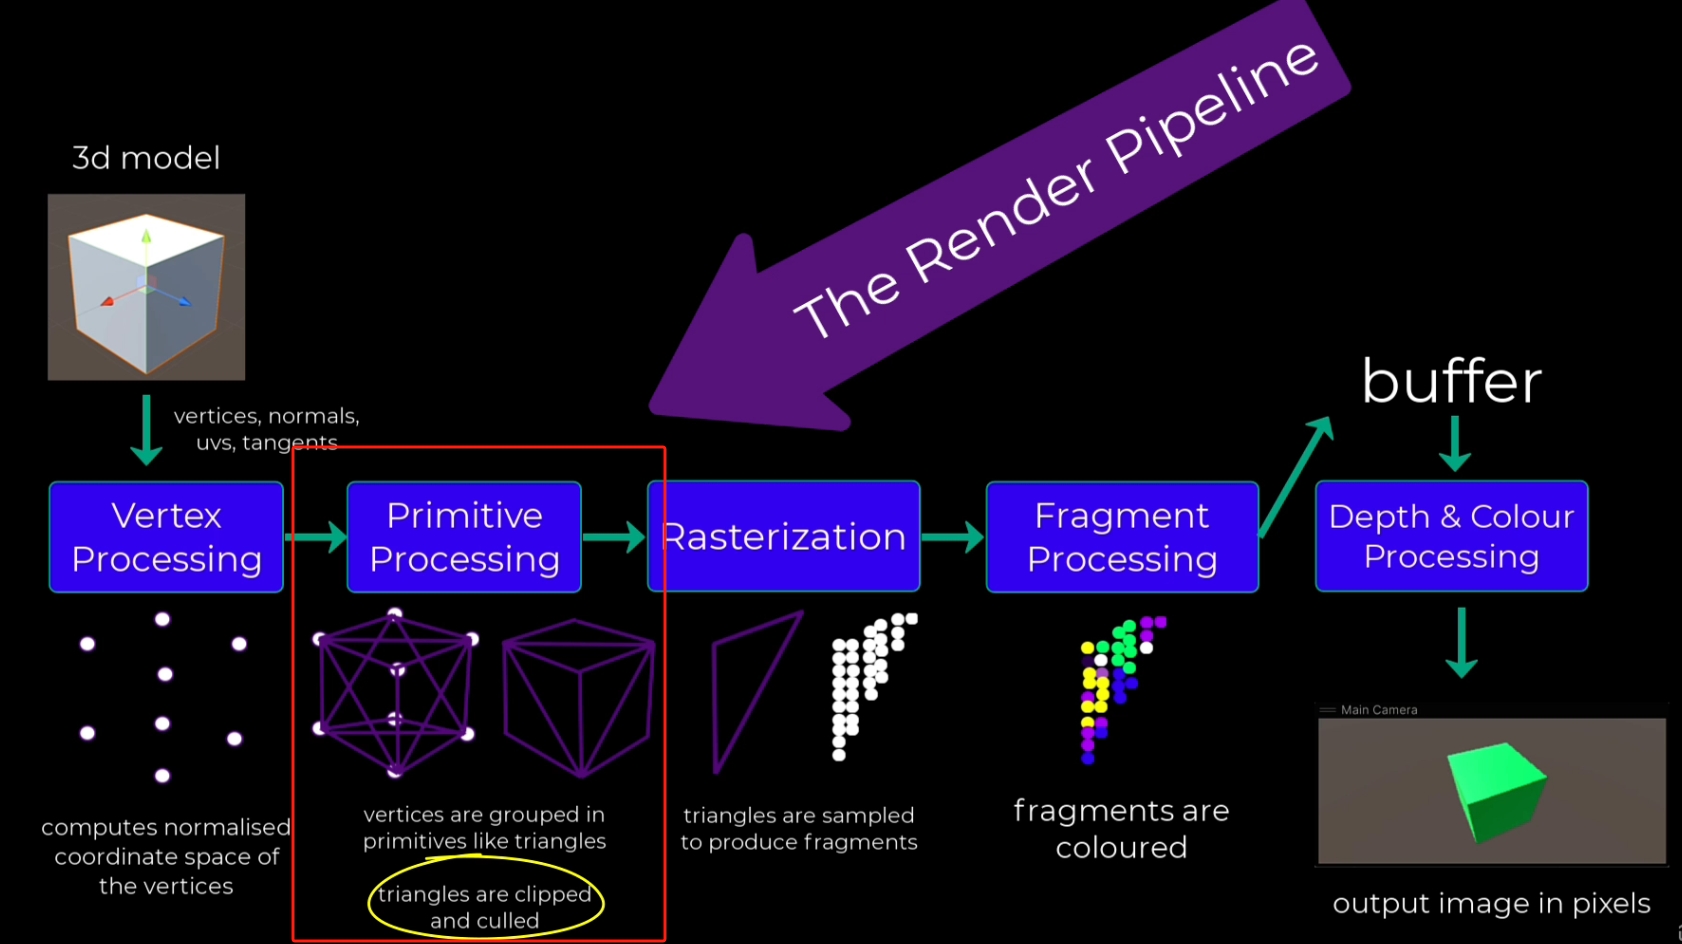 The Render Pipeline
3d model
vertices, normals,
uvs, tangents
buffer
Vertex
Processing
Primitive
Processing
Rasterization
Fragment
Processing
Depth & Colour
Processing
computes normalised
coordinate space of
the vertices
vertices are grouped in
primitives like triangles
triangles are clipped
and culled
triangles are sampled
to produce fragments
fragments are
coloured
Main Camera
output image in pixels